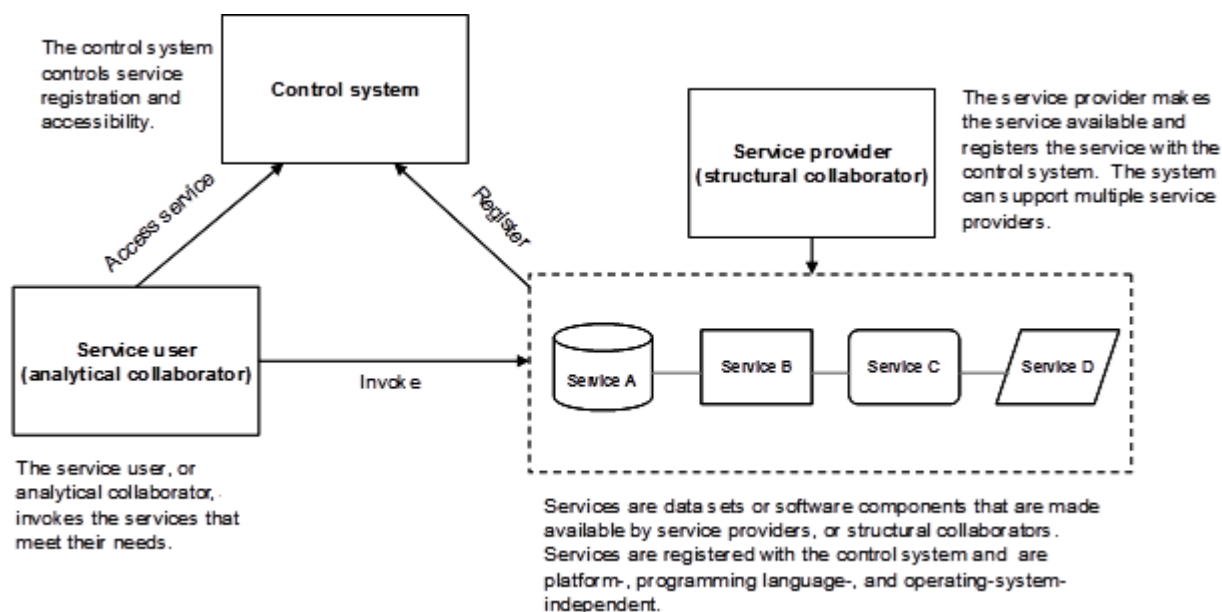 The control system
controls service
registration and
accessibility.
Control system
Service provider
(structural collaborator)
The service provider makes
the service available and
registers the service with the
control system.  The system
can support multiple service
providers.
Access service
Register
Service user
(analytical collaborator)
Invoke
Service A
Service B
Service C
Service D
The service user, or
analytical collaborator,
invokes the services that
meet their needs.
Services are data sets or software components that are made
available by service providers, or structural collaborators.
Services are registered with the control system and  are
platform-, programming language-, and operating-system-
independent.